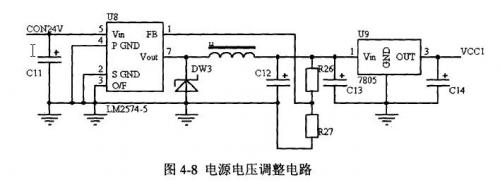 U8
CON24V
5
Vin
FB
1
4
P GND
Vout
7
2
S GND
3
O/F
LM2574-5
C11
DW3
C12
R26
R27
U9
1
Vin
OUT
3
VCC1
GND
7805
C13
C14
图 4-8 电源电压调整电路